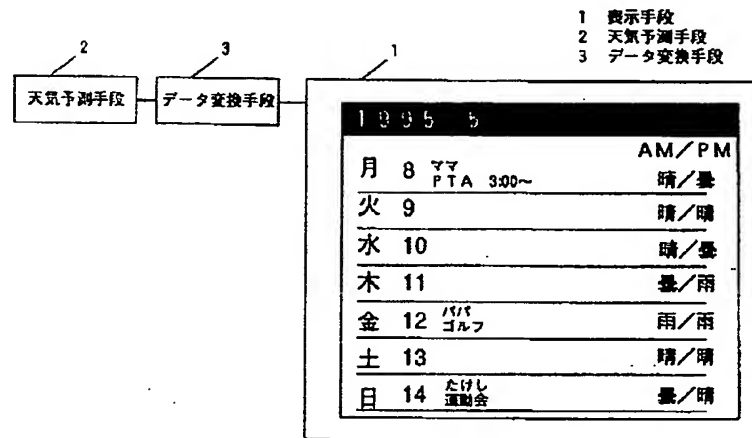 1 表示手段
2 天気予測手段
3 データ変換手段
2 3 1
天気予測手段 データ変換手段
1995 5
AM/PM
月 8 ママ 晴/曇
PTA 3:00~
火 9 晴/晴
水 10 晴/曇
木 11 曇/雨
金 12 パパ 雨/雨
ゴルフ
土 13 晴/晴
日 14 たけし 曇/晴
運動会